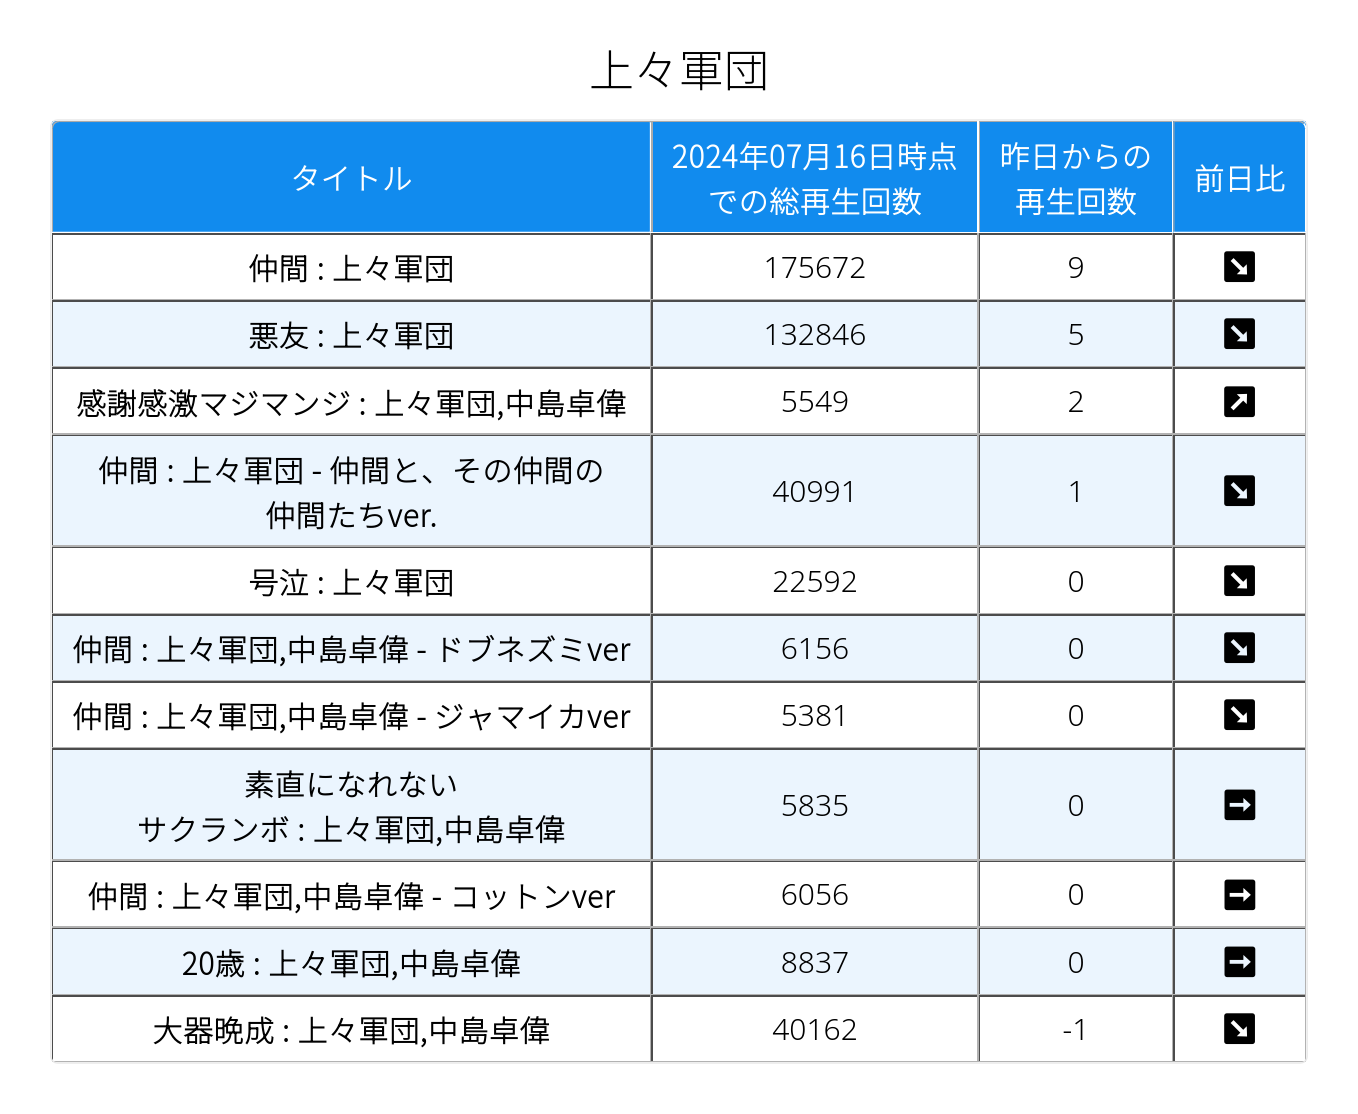 上々軍団
タイトル
2024年07月16日時点
での総再生回数
昨日からの
再生回数
前日比
仲間 : 上々軍団 175672 9 ↘
悪友 : 上々軍団 132846 5 ↘
感謝感激マジマンジ : 上々軍団,中島卓偉 5549 2 ↗
仲間 : 上々軍団 - 仲間と、その仲間の
仲間たちver. 40991 1 ↘
号泣 : 上々軍団 22592 0 ↘
仲間 : 上々軍団,中島卓偉 - ドブネズミver 6156 0 ↘
仲間 : 上々軍団,中島卓偉 - ジャマイカver 5381 0 ↘
素直になれない
サクランボ : 上々軍団,中島卓偉 5835 0 →
仲間 : 上々軍団,中島卓偉 - コットンver 6056 0 →
20歳 : 上々軍団,中島卓偉 8837 0 →
大器晩成 : 上々軍団,中島卓偉 40162 -1 ↘